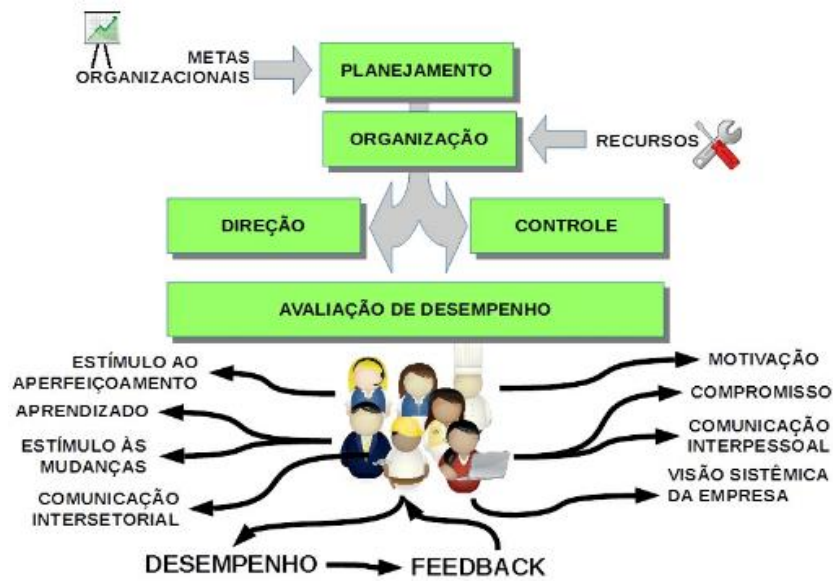 METAS
ORGANIZACIONAIS
PLANEJAMENTO
ORGANIZAÇÃO
RECURSOS
DIREÇÃO
CONTROLE
AVALIAÇÃO DE DESEMPENHO
ESTÍMULO AO
APERFEIÇOAMENTO
APRENDIZADO
ESTÍMULO ÀS
MUDANÇAS
COMUNICAÇÃO
INTERSETORIAL
MOTIVAÇÃO
COMPROMISSO
COMUNICAÇÃO
INTERPESSOAL
VISÃO SISTÊMICA
DA EMPRESA
DESEMPENHO
FEEDBACK